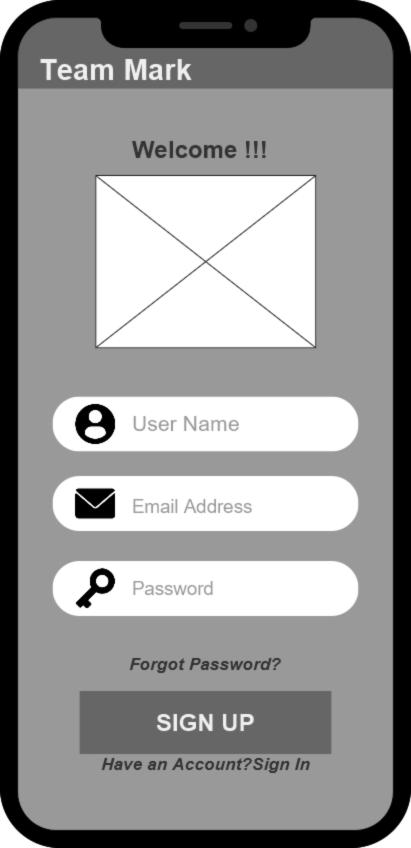 Team Mark
Welcome !!!
User Name
Email Address
Password
Forgot Password?
SIGN UP
Have an Account?Sign In